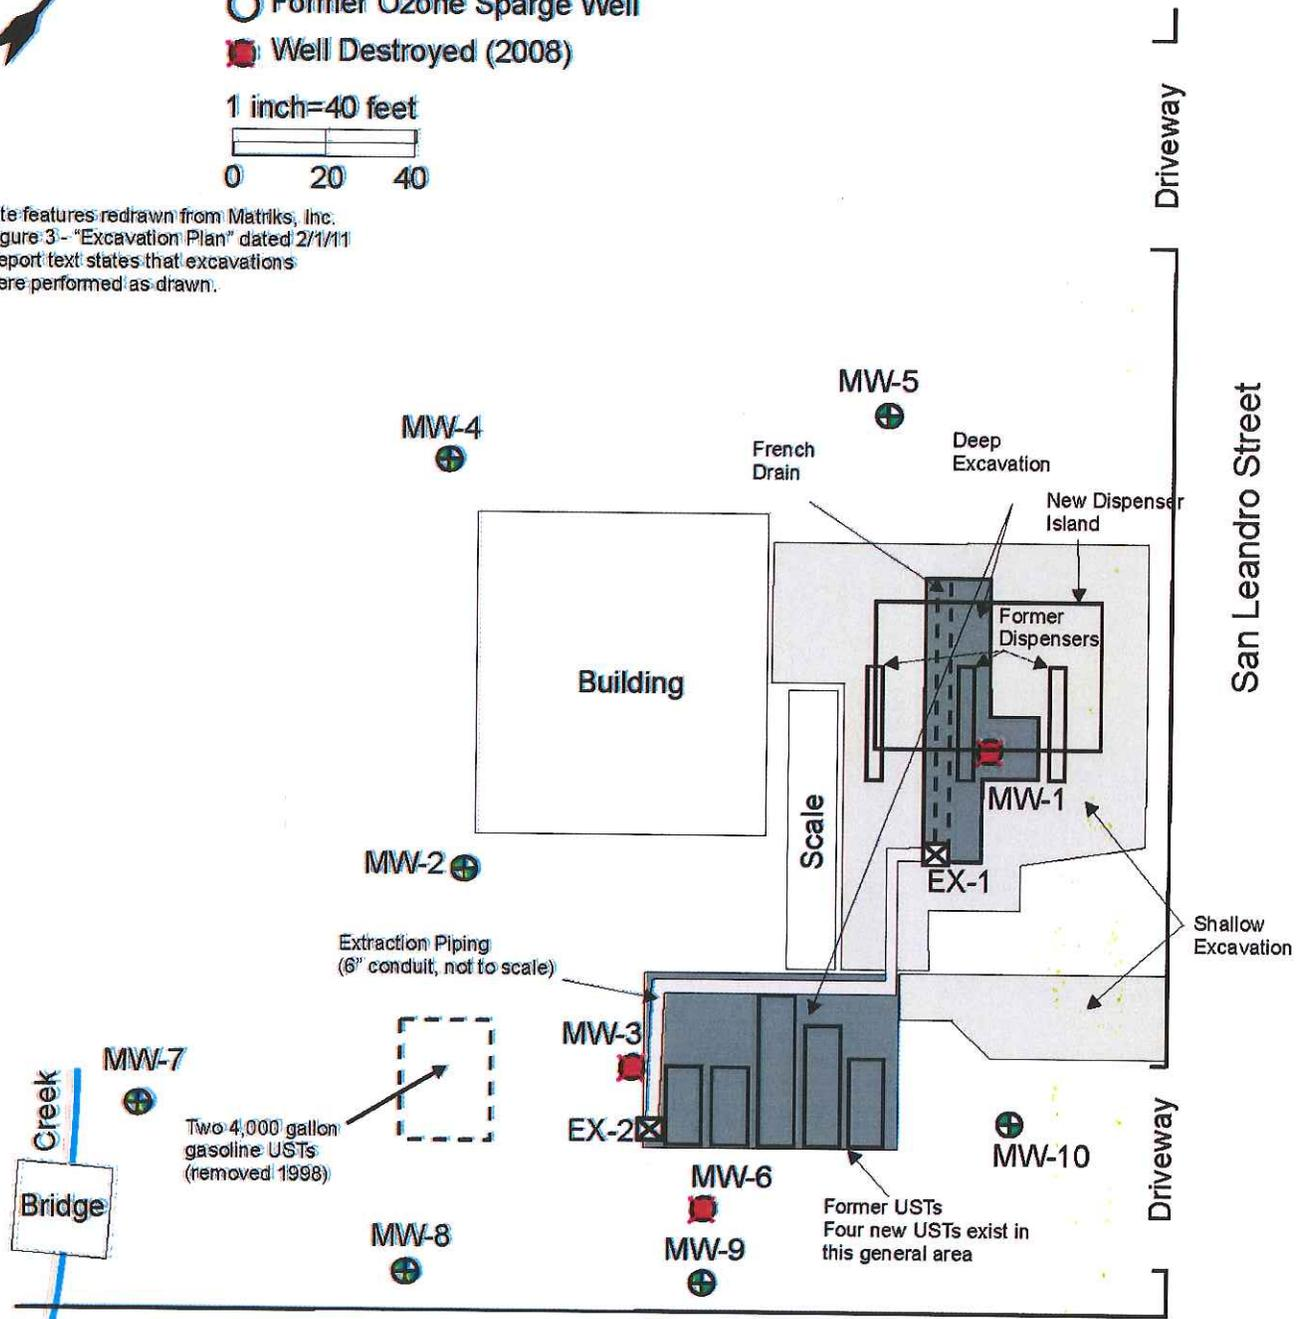 Former Ozone Sparge Well
Well Destroyed (2008)
1 inch=40 feet
0 20 40
te features redrawn from Matriks, Inc.
gure 3 - “Excavation Plan” dated 2/1/11
eport text states that excavations
ere performed as drawn.
Driveway
San Leandro Street
MW-5
MW-4
French
Drain
Deep
Excavation
New Dispenser
Island
Former
Dispensers
Building
Scale
MW-1
EX-1
MW-2
Shallow
Excavation
Extraction Piping
(6” conduit, not to scale)
MW-3
MW-7
Creek
Two 4,000 gallon
gasoline USTs
(removed 1998)
EX-2
MW-10
Driveway
MW-6
Bridge
Former USTs
Four new USTs exist in
this general area
MW-8
MW-9